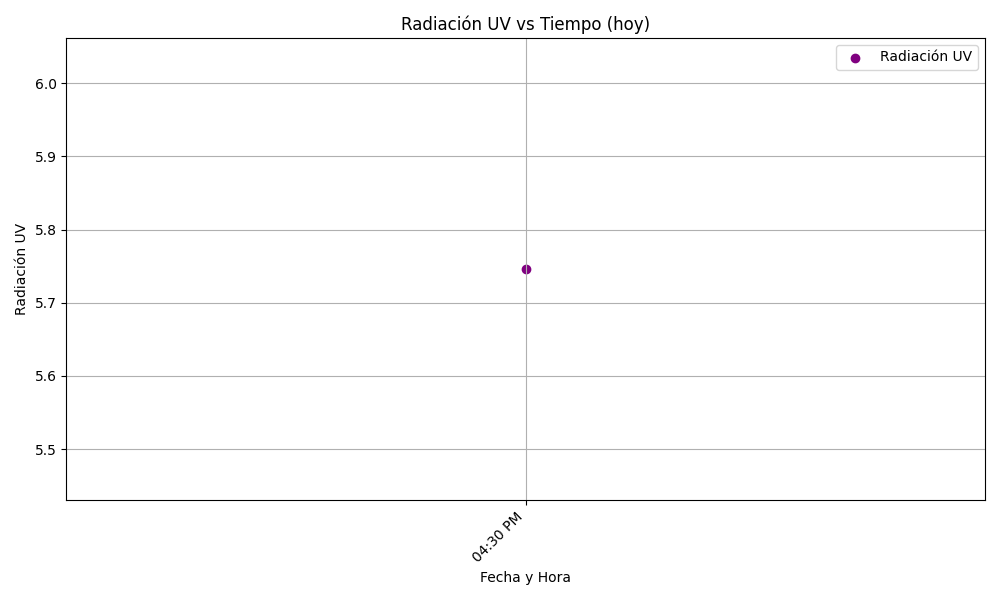 Radiación UV vs Tiempo (hoy)
Radiación UV
6.0
5.9
5.8
5.7
5.6
5.5
Radiación UV
04:30 PM
Fecha y Hora